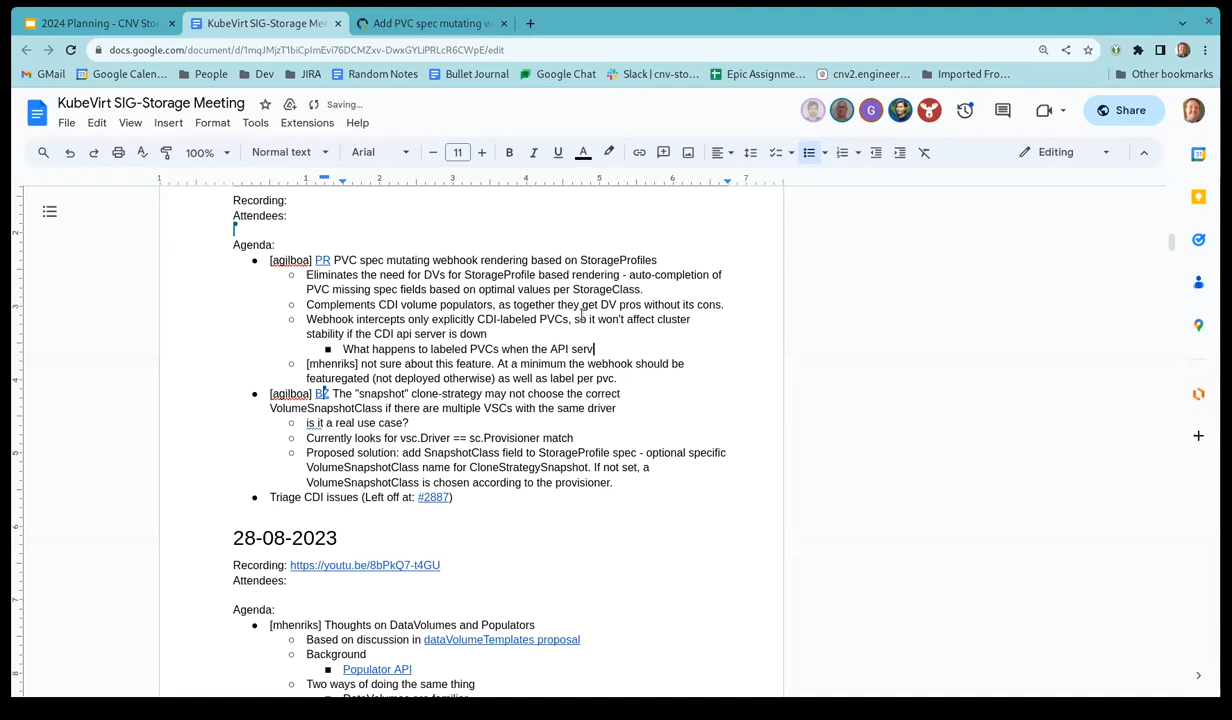 2024 Planning - CNV Sto
KubeVirt SIG-Storage Me
Add PVC spec mutating w
docs.google.com/document/d/1mqJMjzT1biCpImEvi76DCMZxv-DwxGYLiPRLcR6CWpE/edit
GMail
Google Calen...
People
Dev
JIRA
Random Notes
Bullet Journal
Google Chat
Slack | cnv-sto...
Epic Assignme...
cnv2.engineer...
Imported Fro...
Other bookmarks
KubeVirt SIG-Storage Meeting
Saving...
File Edit View Insert Format Tools Extensions Help
G
Share
100%
Normal text
Arial
11
Editing
1 1 2 3 4 5 6 7
Recording:
Attendees:
Agenda:
● [agilboa] PR PVC spec mutating webhook rendering based on StorageProfiles
○ Eliminates the need for DVs for StorageProfile based rendering - auto-completion of
PVC missing spec fields based on optimal values per StorageClass.
○ Complements CDI volume populators, as together they get DV pros without its cons.
○ Webhook intercepts only explicitly CDI-labeled PVCs, so it won't affect cluster
stability if the CDI api server is down
■ What happens to labeled PVCs when the API serv
○ [mhenriks] not sure about this feature. At a minimum the webhook should be
featuregated (not deployed otherwise) as well as label per pvc.
● [agilboa] BZ The "snapshot" clone-strategy may not choose the correct
VolumeSnapshotClass if there are multiple VSCs with the same driver
○ is it a real use case?
○ Currently looks for vsc.Driver == sc.Provisioner match
○ Proposed solution: add SnapshotClass field to StorageProfile spec - optional specific
VolumeSnapshotClass name for CloneStrategySnapshot. If not set, a
VolumeSnapshotClass is chosen according to the provisioner.
● Triage CDI issues (Left off at: #2887)
28-08-2023
Recording: https://youtu.be/8bPkQ7-t4GU
Attendees:
Agenda:
● [mhenriks] Thoughts on DataVolumes and Populators
○ Based on discussion in dataVolumeTemplates proposal
○ Background
■ Populator API
○ Two ways of doing the same thing
■ DataVolumes are familiar